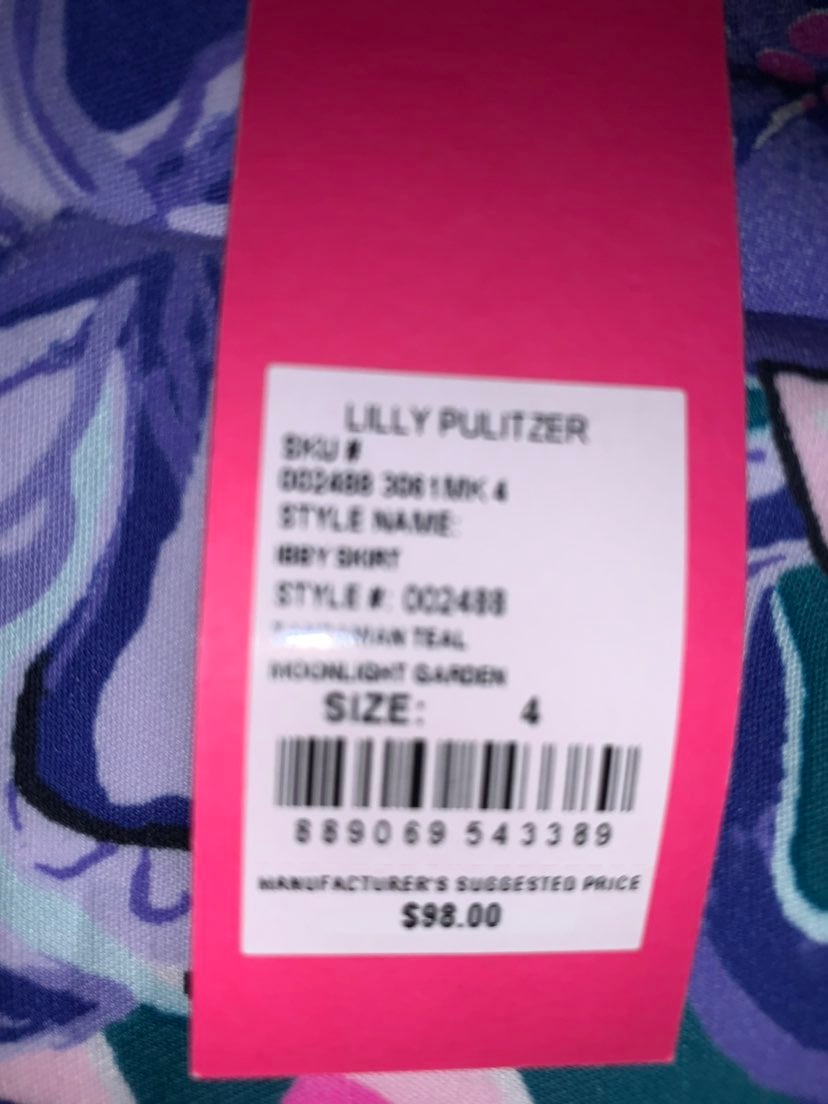 LILLY PULITZER
SKU #
002488 3061MK 4
STYLE NAME:
IBBY SKIRT
STYLE #: 002488
TEAL
MOONLIGHT GARDEN
SIZE: 4
889069 543389
MANUFACTURER'S SUGGESTED PRICE
$98.00